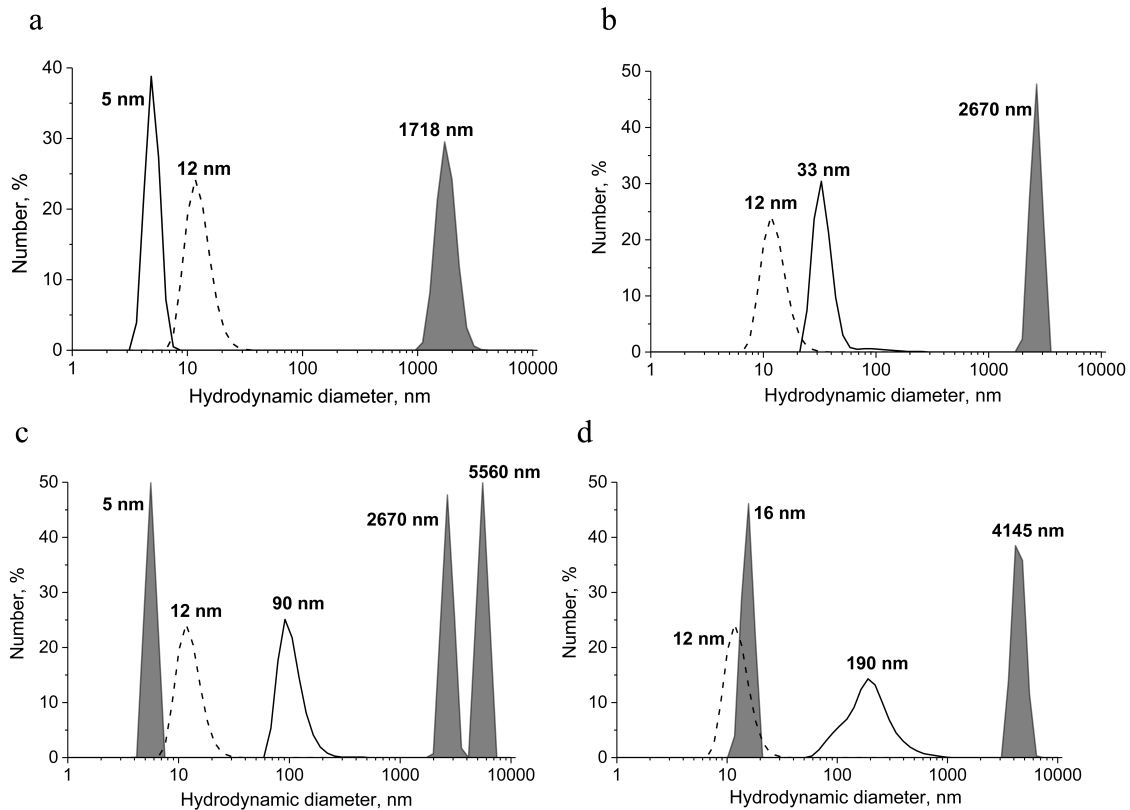 a
40
30
20
10
0
Number, %
5 nm
12 nm
1718 nm
1 10 100 1000 10000
Hydrodynamic diameter, nm
b
50
40
30
20
10
0
Number, %
12 nm
33 nm
2670 nm
1 10 100 1000 10000
Hydrodynamic diameter, nm
c
50
40
30
20
10
0
Number, %
5 nm
12 nm
90 nm
2670 nm
5560 nm
1 10 100 1000 10000
Hydrodynamic diameter, nm
d
50
40
30
20
10
0
Number, %
12 nm
16 nm
190 nm
4145 nm
1 10 100 1000 10000
Hydrodynamic diameter, nm